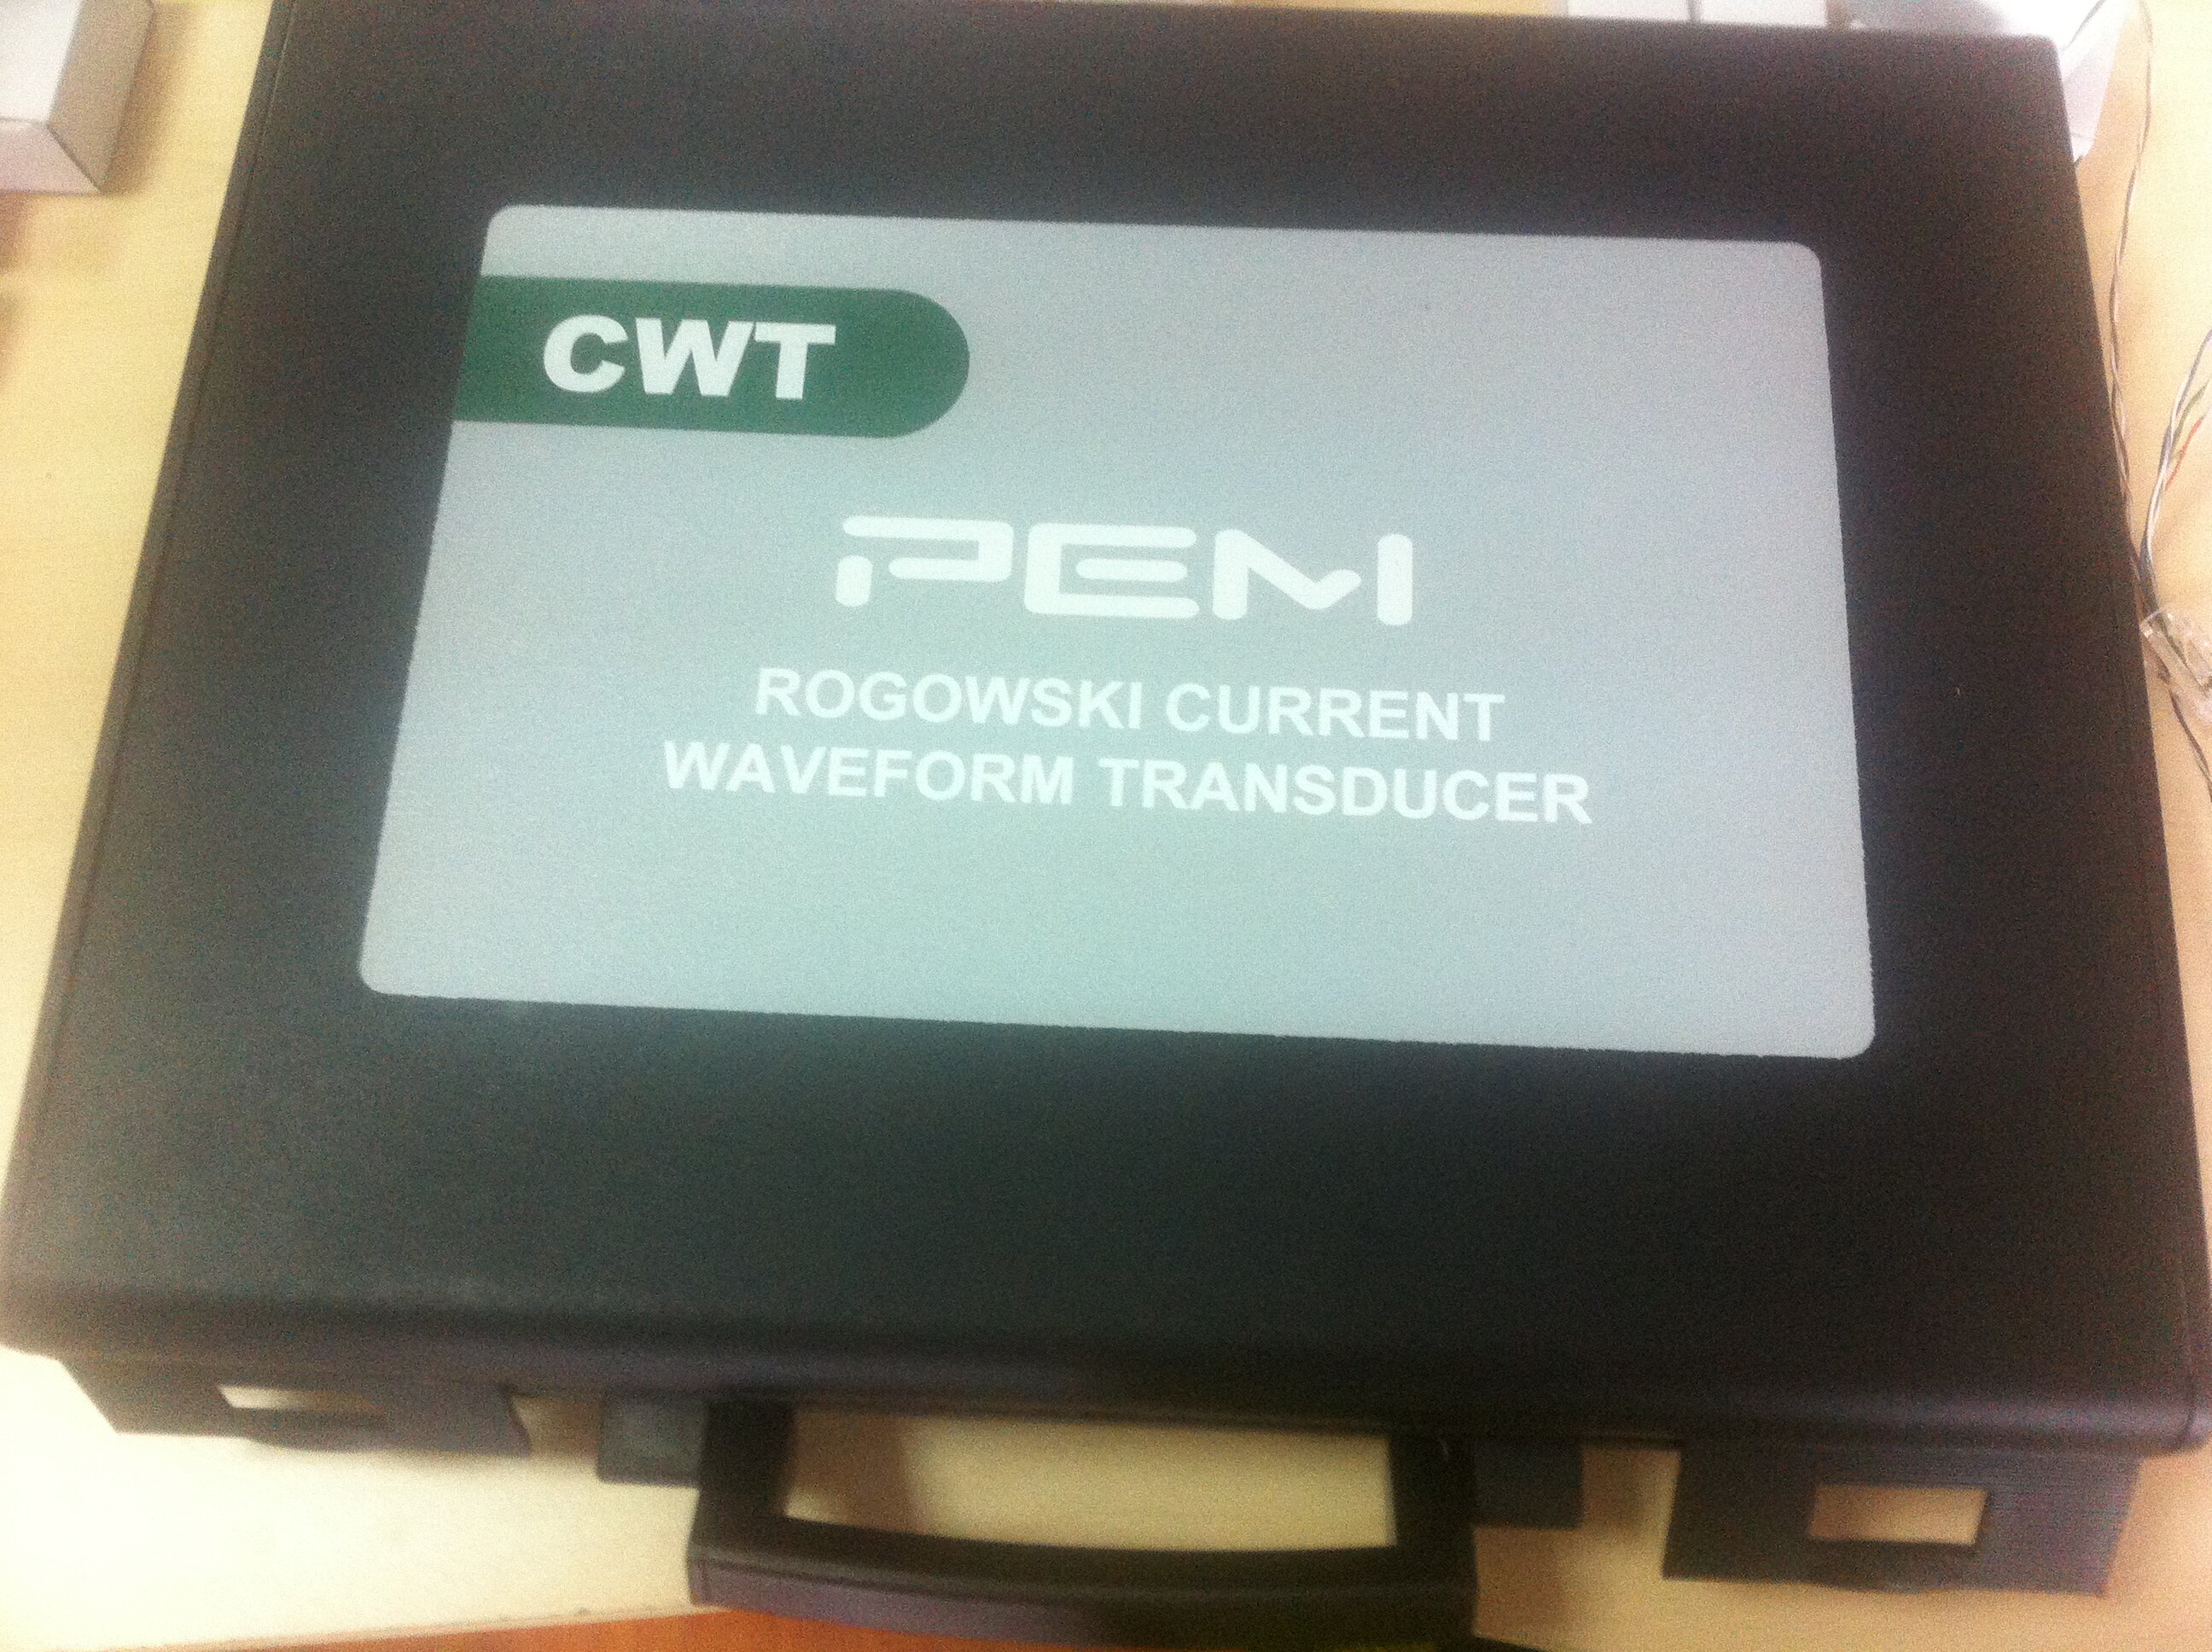 CWT
PEM
ROGOWSKI CURRENT
WAVEFORM TRANSDUCER